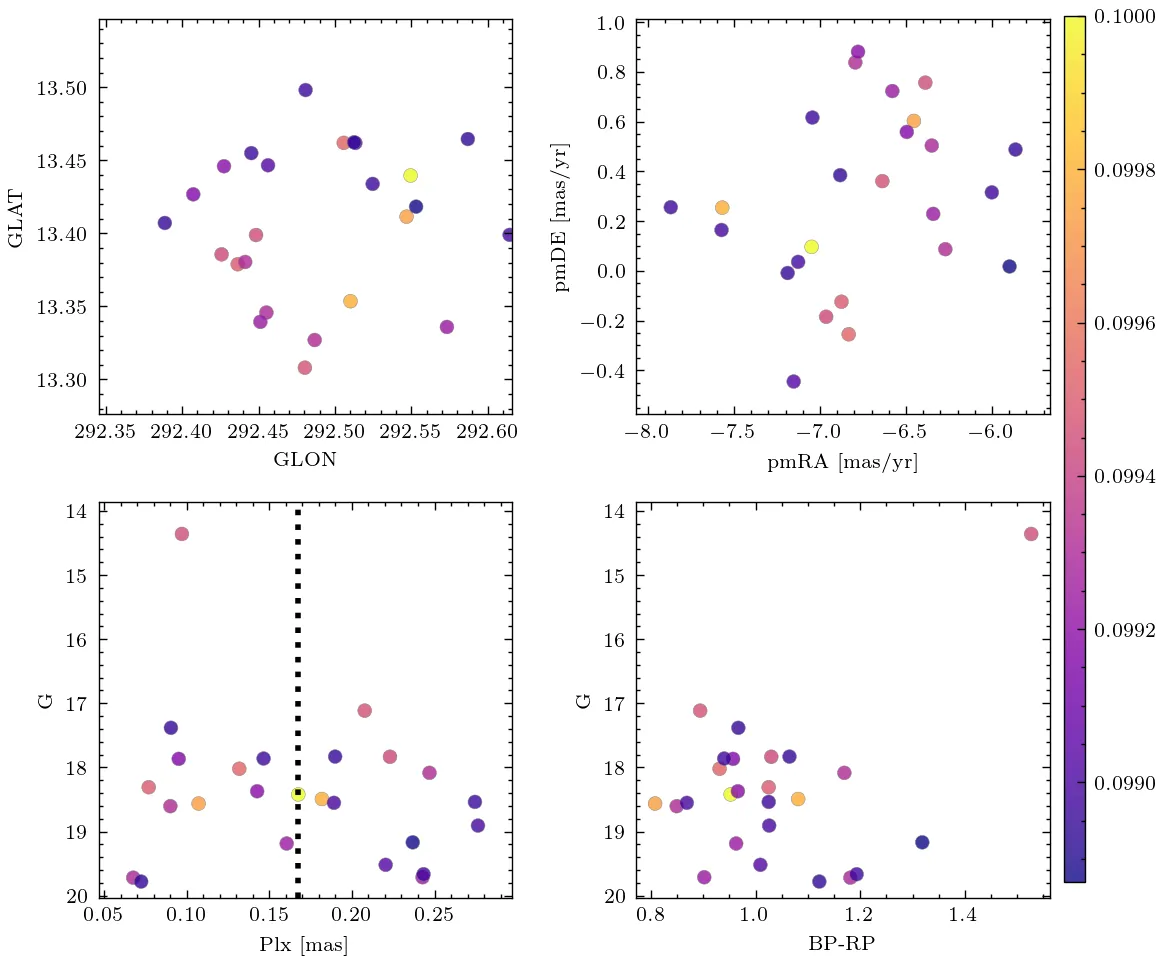 13.50
13.45
13.40
13.35
13.30
GLAT
292.35 292.40 292.45 292.50 292.55 292.60
GLON
1.0
0.8
0.6
0.4
0.2
0.0
−0.2
−0.4
pmDE [mas/yr]
−8.0 −7.5 −7.0 −6.5 −6.0
pmRA [mas/yr]
14
15
16
17
18
19
20
G
0.05 0.10 0.15 0.20 0.25
Plx [mas]
14
15
16
17
18
19
20
G
0.8 1.0 1.2 1.4
BP-RP
0.1000
0.0998
0.0996
0.0994
0.0992
0.0990